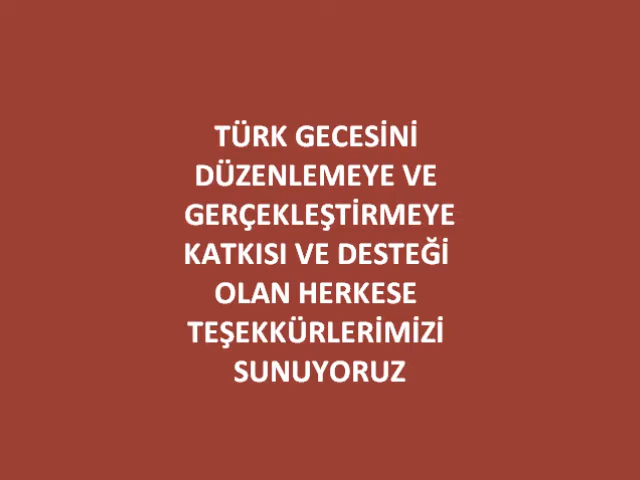 TÜRK GECESİNİ
DÜZENLEMEYE VE
GERÇEKLEŞTİRMEYE
KATKISI VE DESTEĞİ
OLAN HERKESE
TEŞEKKÜRLERİMİZİ
SUNUYORUZ